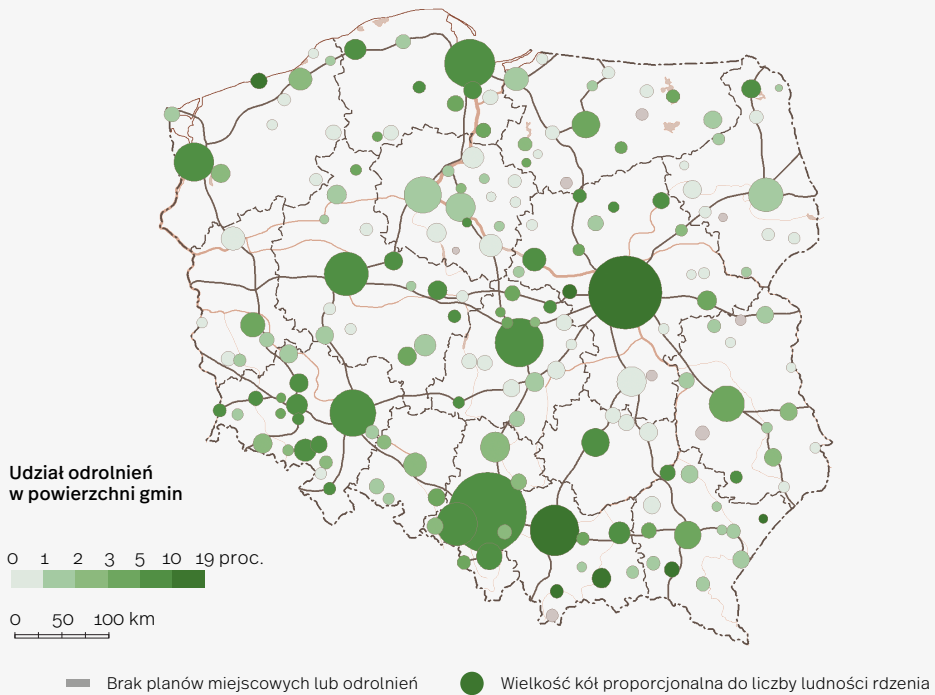 Udział odrolnień
w powierzchni gmin
0 1 2 3 5 10 19 proc.
0 50 100 km
Brak planów miejscowych lub odrolnień
Wielkość kół proporcjonalna do liczby ludności rdzenia